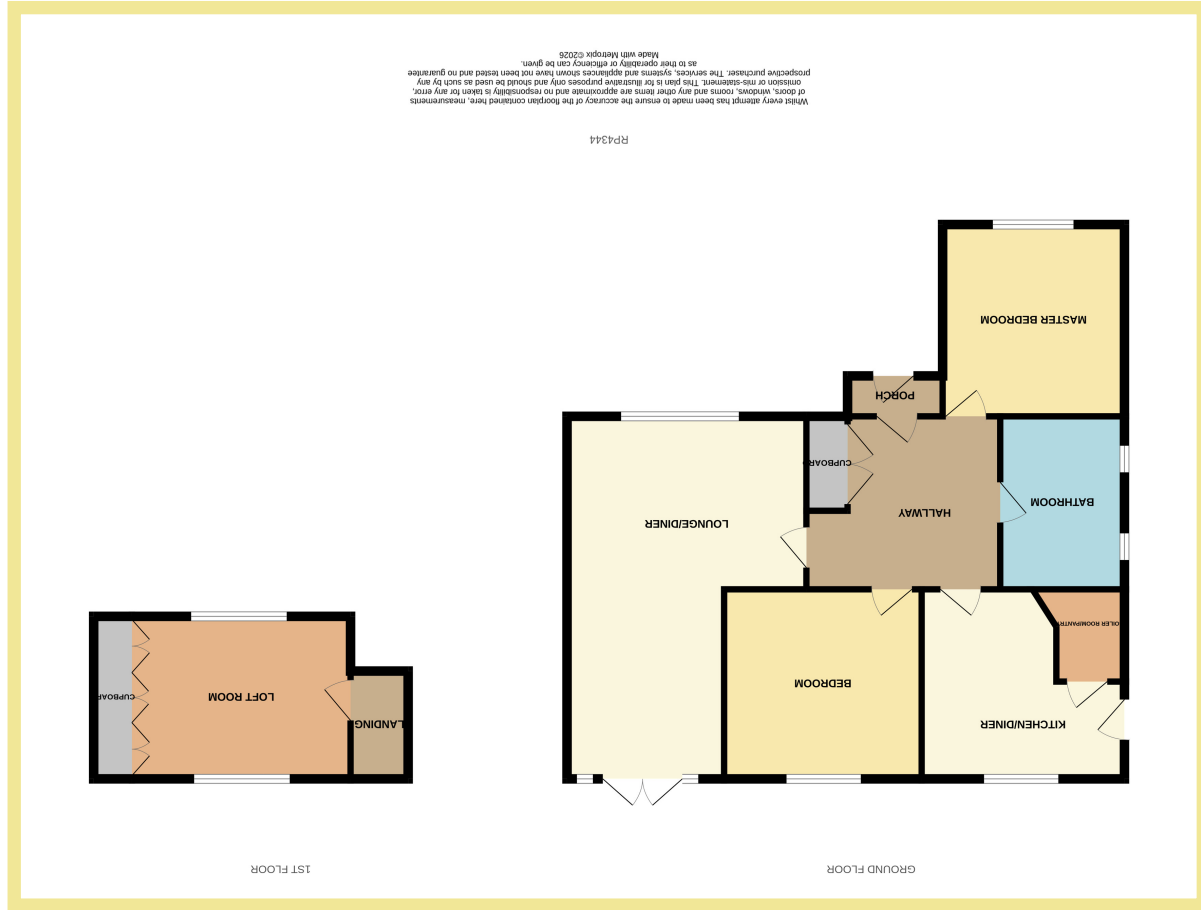 GROUND FLOOR
1ST FLOOR
KITCHEN/DINER
BEDROOM
BOILER ROOM/PANTRY
BATHROOM
HALLWAY
LOUNGE/DINER
CUPBOARD
PORCH
MASTER BEDROOM
LANDING
LOFT ROOM
CUPBOARD
RP4344
Whilst every attempt has been made to ensure the accuracy of the floorplan contained here, measurements
of doors, windows, rooms and any other items are approximate and no responsibility is taken for any error,
omission or mis-statement. This plan is for illustrative purposes only and should be used as such by any
prospective purchaser. The services, systems and appliances shown have not been tested and no guarantee
as to their operability or efficiency can be given.
Made with Metropix ©2026